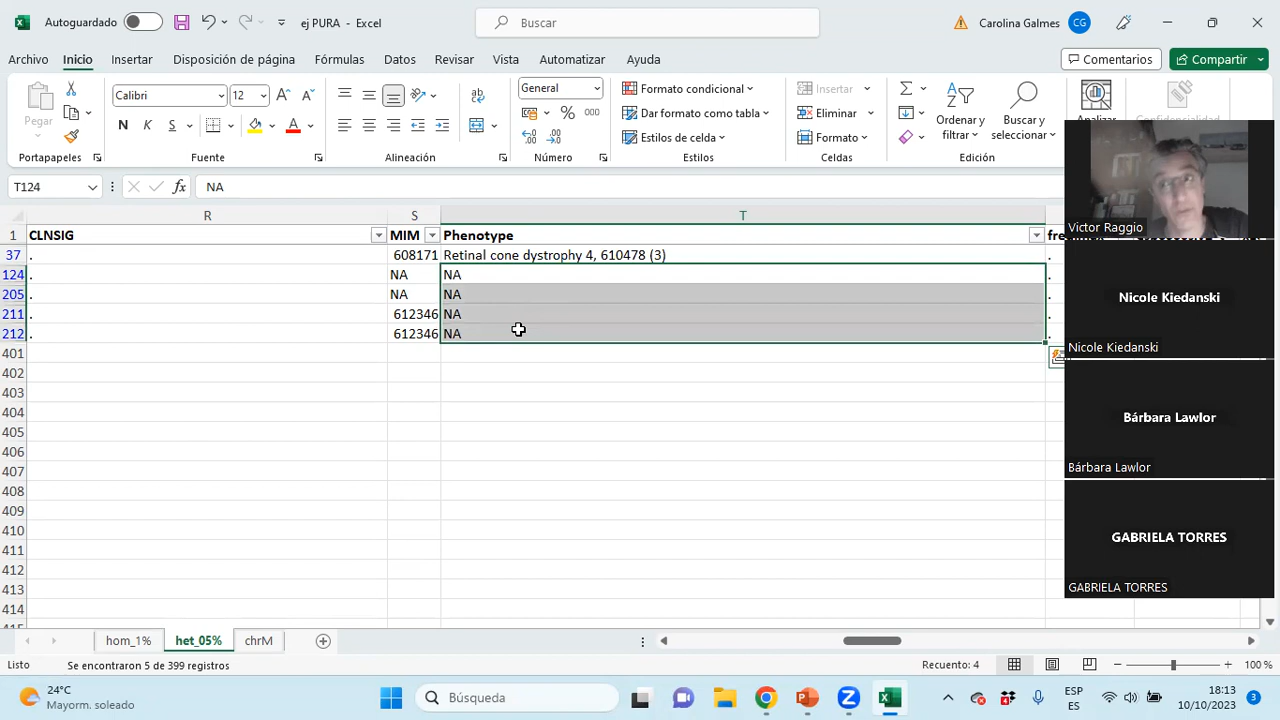 Autoguardado
ej PURA - Excel
Buscar
Carolina Galmes
CG
Archivo
Inicio
Insertar
Disposición de página
Fórmulas
Datos
Revisar
Vista
Automatizar
Ayuda
Comentarios
Compartir
Pegar
Calibri
12
N
K
S
A
General
%
000
Formato condicional
Dar formato como tabla
Estilos de celda
Insertar
Eliminar
Formato
Ordenar y
filtrar
Buscar y
seleccionar
Analizar
Confidencialidad
Portapapeles
Fuente
Alineación
Número
Estilos
Celdas
Edición
T124
fx
NA
R
S
T
1
CLNSIG
MIM
Phenotype
37
.
608171
Retinal cone dystrophy 4, 610478 (3)
.
124
.
NA
NA
.
205
.
NA
NA
.
211
.
612346
NA
.
212
.
612346
NA
.
401
402
403
404
405
406
407
408
409
410
411
412
413
414
Victor Raggio
Nicole Kiedanski
Nicole Kiedanski
Bárbara Lawlor
Bárbara Lawlor
GABRIELA TORRES
GABRIELA TORRES
hom_1%
het_05%
chrM
Listo
Se encontraron 5 de 399 registros
Recuento: 4
100 %
24°C
Mayorm. soleado
Búsqueda
ESP
ES
18:13
10/10/2023
3